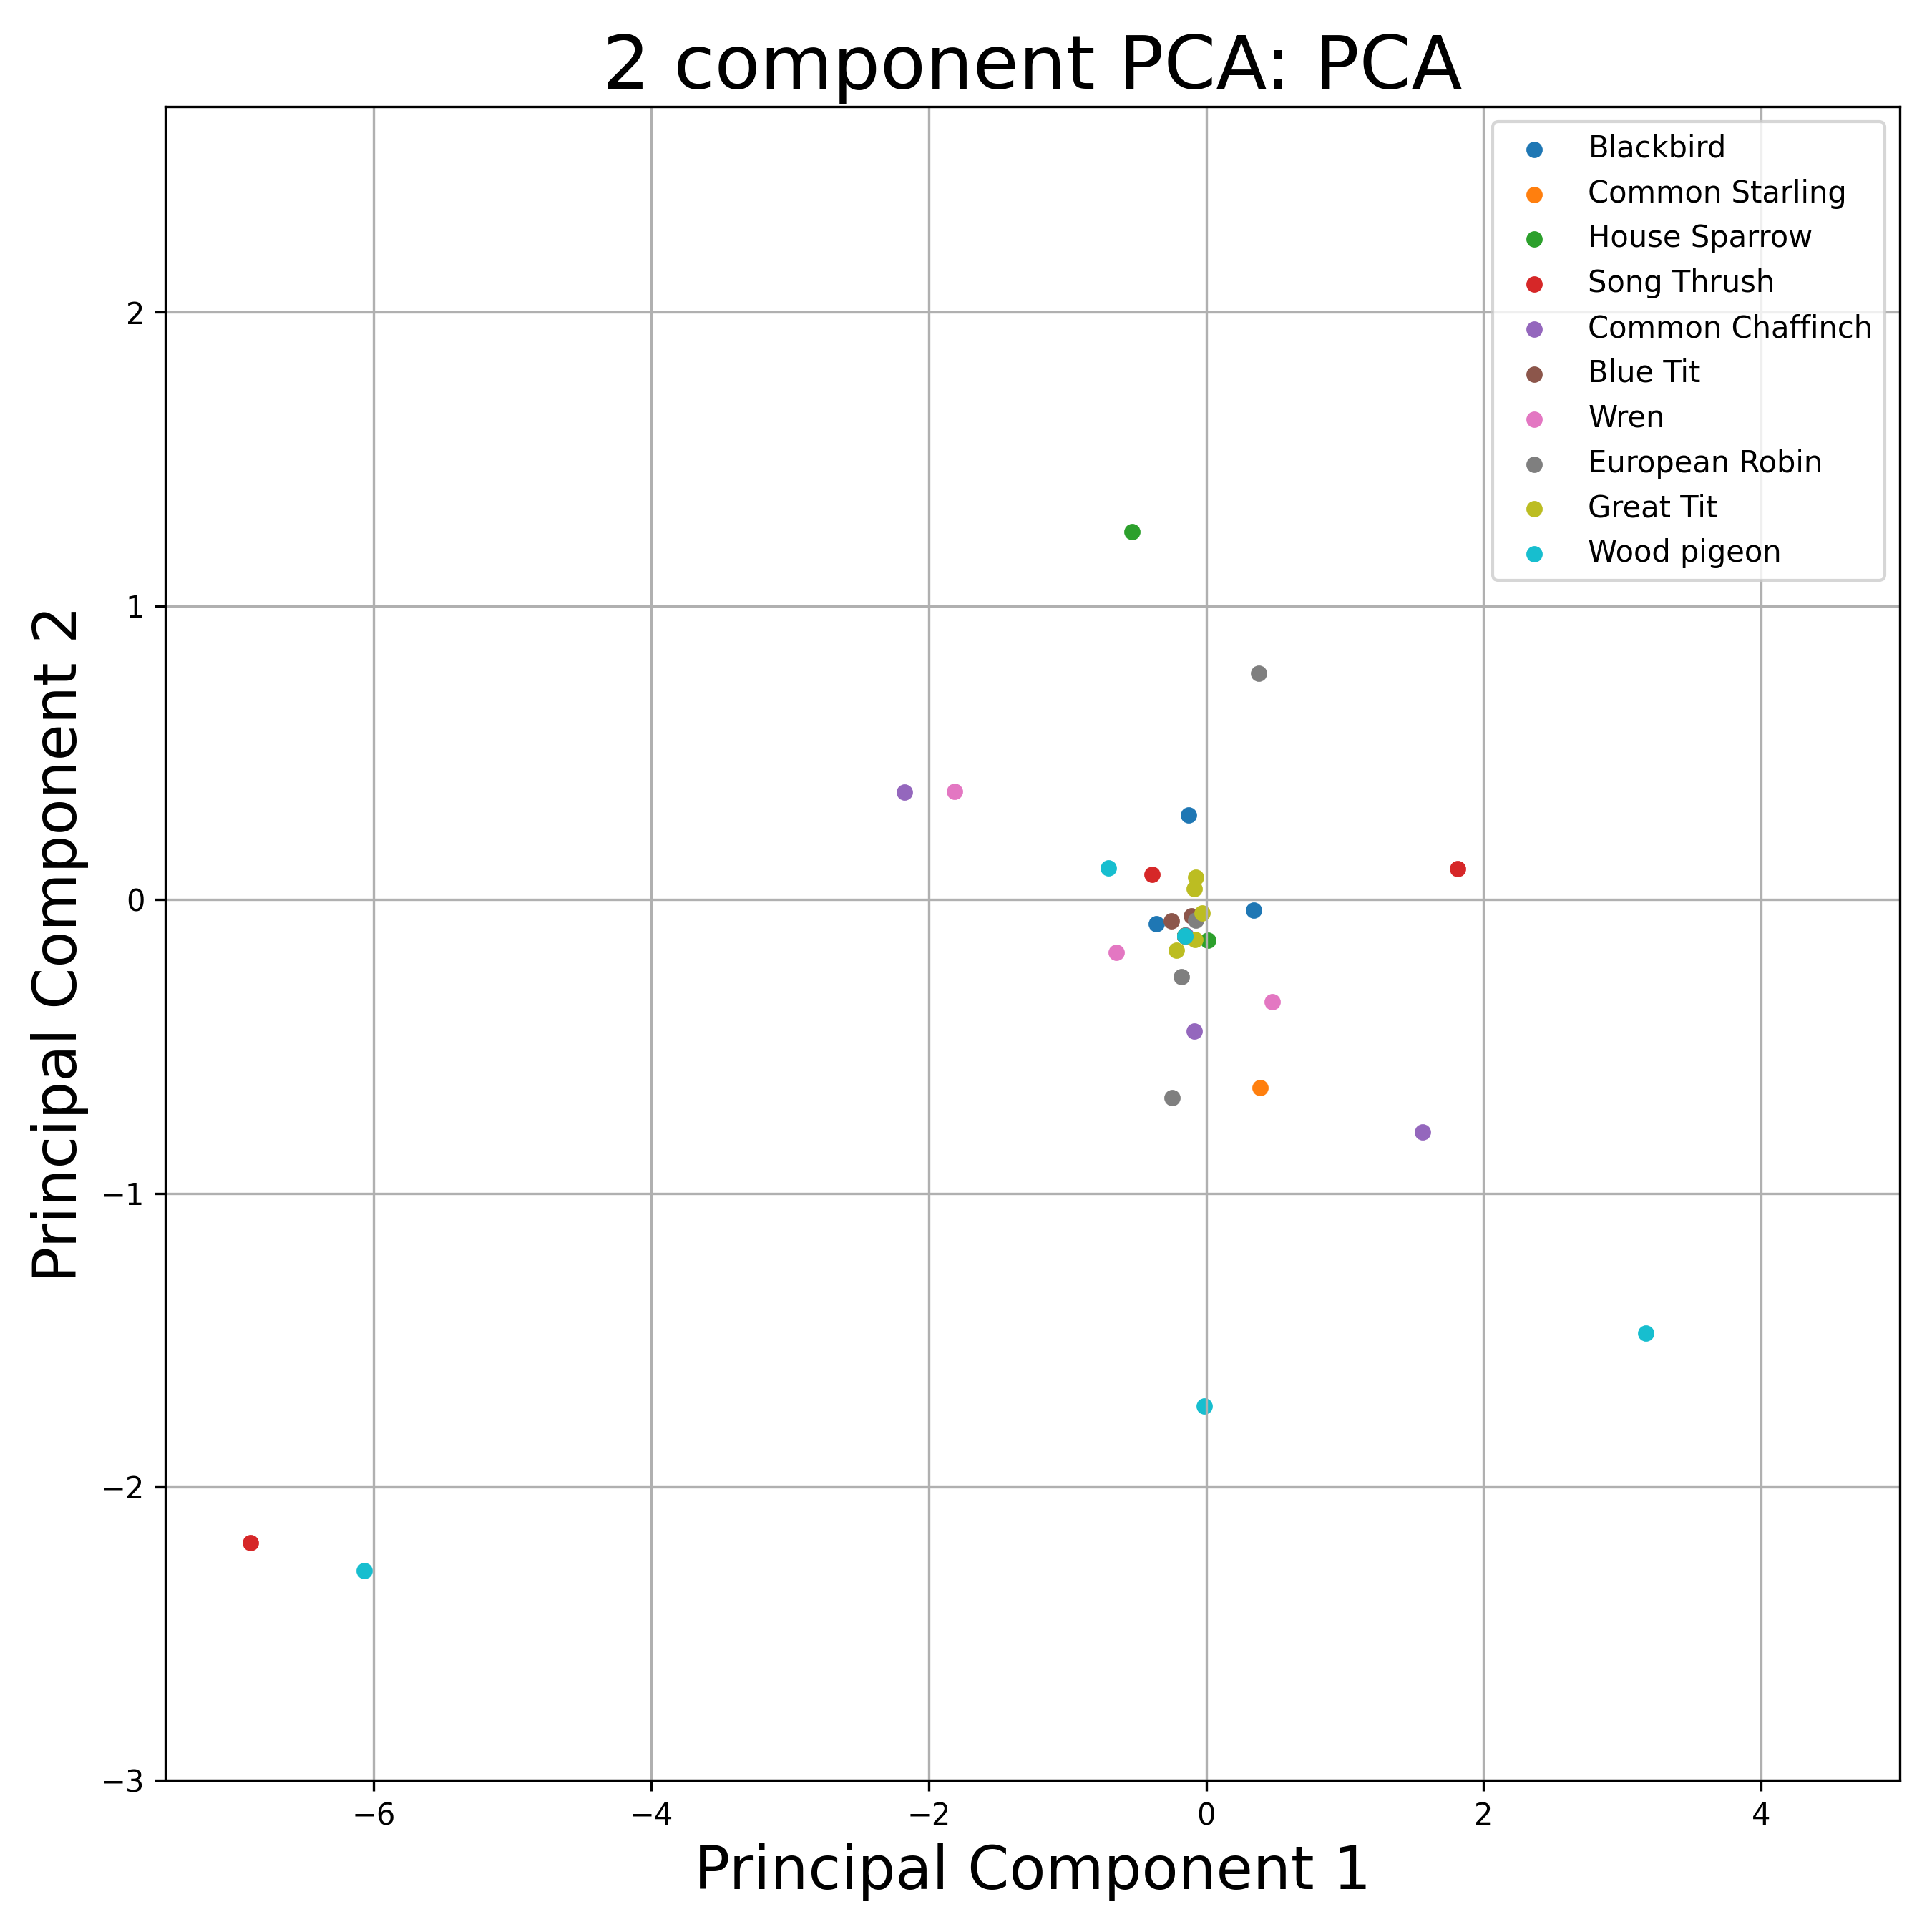 2 component PCA: PCA
Blackbird
Common Starling
House Sparrow
Song Thrush
Common Chaffinch
Blue Tit
Wren
European Robin
Great Tit
Wood pigeon
Principal Component 2
2
1
0
−1
−2
−3
−6 −4 −2 0 2 4
Principal Component 1